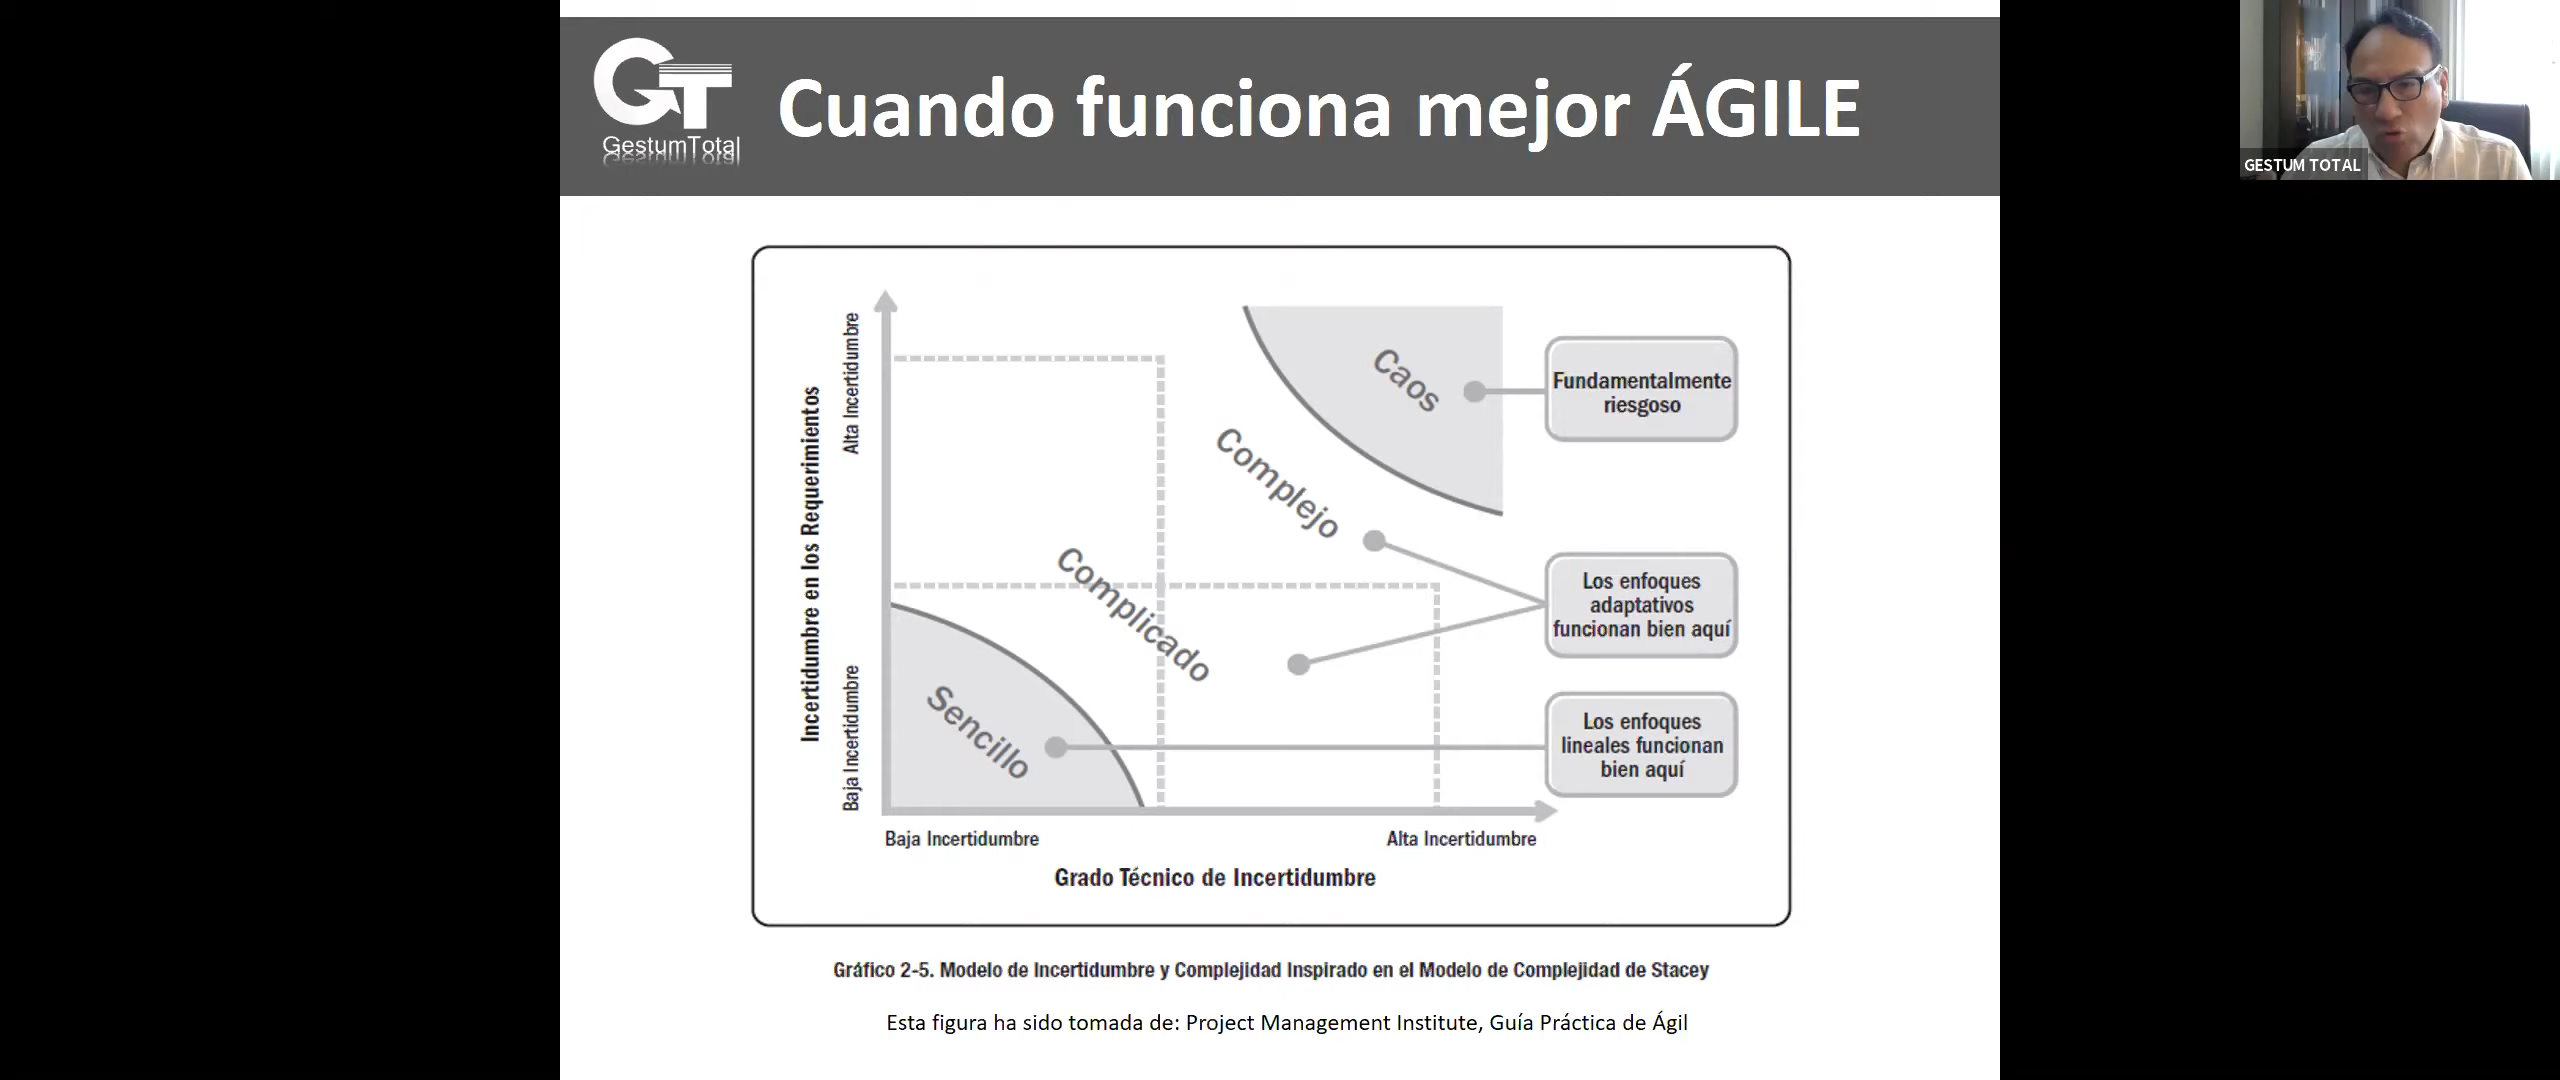 GT
GestumTotal
Cuando funciona mejor ÁGILE
GESTUM TOTAL
Incertidumbre en los Requerimientos
Alta Incertidumbre
Baja Incertidumbre
Caos
Complejo
Complicado
Sencillo
Fundamentalmente
riesgoso
Los enfoques
adaptativos
funcionan bien aquí
Los enfoques
lineales funcionan
bien aquí
Baja Incertidumbre
Alta Incertidumbre
Grado Técnico de Incertidumbre
Gráfico 2-5. Modelo de Incertidumbre y Complejidad Inspirado en el Modelo de Complejidad de Stacey
Esta figura ha sido tomada de: Project Management Institute, Guía Práctica de Ágil